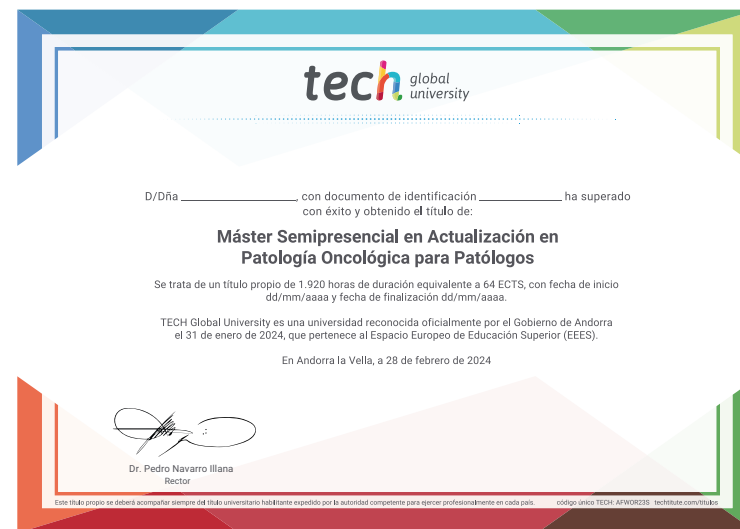 tech global university
D/Dña ________________, con documento de identificación ______________ ha superado
con éxito y obtenido el título de:
Máster Semipresencial en Actualización en
Patología Oncológica para Patólogos
Se trata de un título propio de 1.920 horas de duración equivalente a 64 ECTS, con fecha de inicio
dd/mm/aaaa y fecha de finalización dd/mm/aaaa.
TECH Global University es una universidad reconocida oficialmente por el Gobierno de Andorra
el 31 de enero de 2024, que pertenece al Espacio Europeo de Educación Superior (EEES).
En Andorra la Vella, a 28 de febrero de 2024
Dr. Pedro Navarro Illana
Rector
Este título propio se deberá acompañar siempre del título universitario habilitante expedido por la autoridad competente para ejercer profesionalmente en cada país. código único TECH: AFWOR23S techtitute.com/titulos